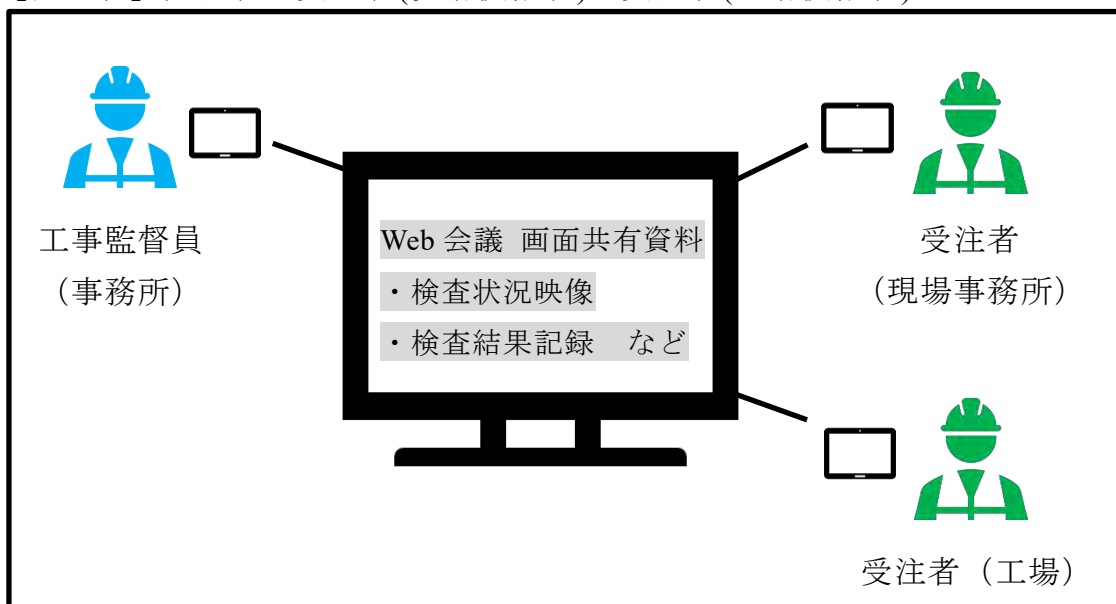 工事監督員
（事務所）
Web 会議 画面共有資料
・検査状況映像
・検査結果記録　など
受注者
（現場事務所）
受注者（工場）